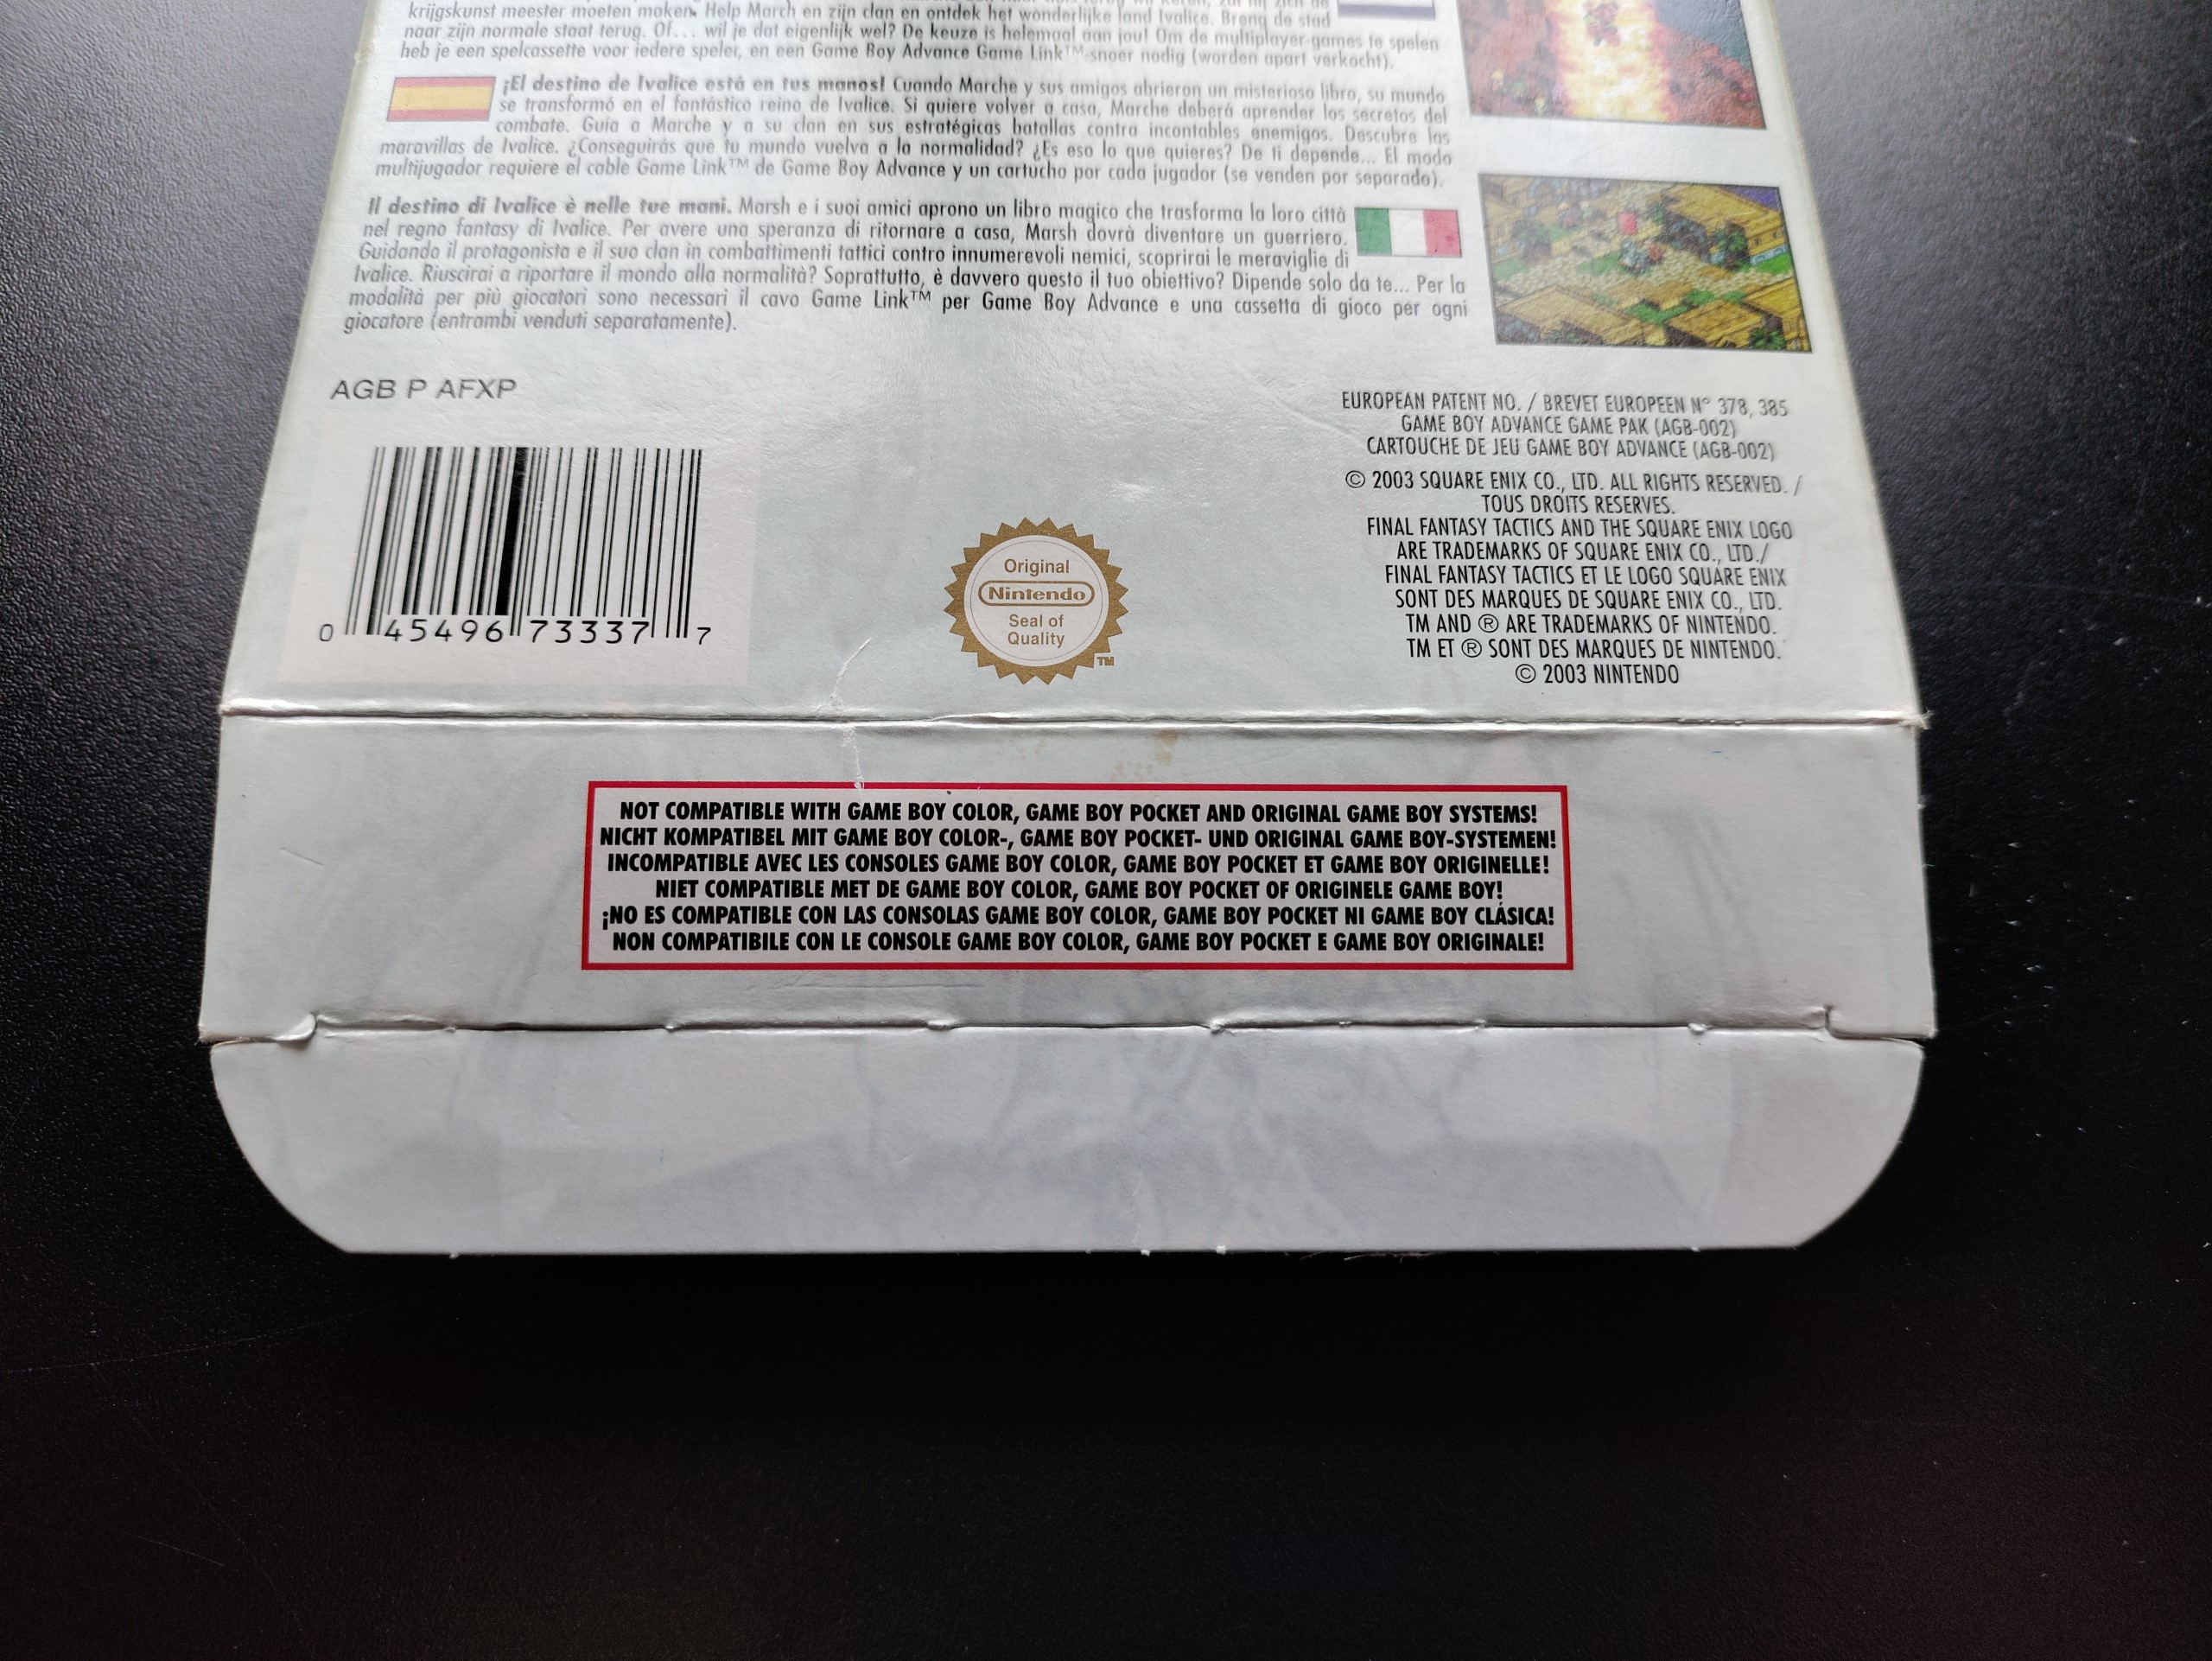 krijgskunst meester moeten maken. Help March en zijn clan en ontdek het wonderlijke land Ivalice. Breng de stad
naar zijn normale staat terug. Of... wil je dat eigenlijk wel? De keuze is helemaal aan jou! Om de multiplayer-games te spelen
heb je een spelcassette voor iedere speler, en een Game Boy Advance Game Link™-snoer nodig (worden apart verkocht).
¡El destino de Ivalice está en tus manos! Cuando Marche y sus amigos abrieron un misterioso libro, su mundo
se transformó en el fantástico reino de Ivalice. Si quiere volver a casa, Marche deberá aprender los secretos del
combate. Guía a Marche y a su clan en sus estratégicas batallas contra incontables enemigos. Descubre las
maravillas de Ivalice. ¿Conseguirás que tu mundo vuelva a la normalidad? ¿Es eso lo que quieres? De ti depende... El modo
multijugador requiere el cable Game Link™ de Game Boy Advance y un cartucho por cada jugador (se venden por separado).
Il destino di Ivalice è nelle tue mani. Marsh e i suoi amici aprono un libro magico che trasforma la loro città
nel regno fantasy di Ivalice. Per avere una speranza di ritornare a casa, Marsh dovrà diventare un guerriero.
Guidando il protagonista e il suo clan in combattimenti tattici contro innumerevoli nemici, scoprirai le meraviglie di
Ivalice. Riuscirai a riportare il mondo alla normalità? Soprattutto, è davvero questo il tuo obiettivo? Dipende solo da te... Per la
modalità per più giocatori sono necessari il cavo Game Link™ per Game Boy Advance e una cassetta di gioco per ogni
giocatore (entrambi venduti separatamente).
AGB P AFXP
0 45496 73337 7
Original
Nintendo
Seal of
Quality
TM
EUROPEAN PATENT NO. / BREVET EUROPEEN N° 378, 385
GAME BOY ADVANCE GAME PAK (AGB-002)
CARTOUCHE DE JEU GAME BOY ADVANCE (AGB-002)
© 2003 SQUARE ENIX CO., LTD. ALL RIGHTS RESERVED. /
TOUS DROITS RESERVES.
FINAL FANTASY TACTICS AND THE SQUARE ENIX LOGO
ARE TRADEMARKS OF SQUARE ENIX CO., LTD./
FINAL FANTASY TACTICS ET LE LOGO SQUARE ENIX
SONT DES MARQUES DE SQUARE ENIX CO., LTD.
TM AND ® ARE TRADEMARKS OF NINTENDO.
TM ET ® SONT DES MARQUES DE NINTENDO.
© 2003 NINTENDO
NOT COMPATIBLE WITH GAME BOY COLOR, GAME BOY POCKET AND ORIGINAL GAME BOY SYSTEMS!
NICHT KOMPATIBEL MIT GAME BOY COLOR-, GAME BOY POCKET- UND ORIGINAL GAME BOY-SYSTEMEN!
INCOMPATIBLE AVEC LES CONSOLES GAME BOY COLOR, GAME BOY POCKET ET GAME BOY ORIGINELLE!
NIET COMPATIBLE MET DE GAME BOY COLOR, GAME BOY POCKET OF ORIGINELE GAME BOY!
¡NO ES COMPATIBLE CON LAS CONSOLAS GAME BOY COLOR, GAME BOY POCKET NI GAME BOY CLÁSICA!
NON COMPATIBILE CON LE CONSOLE GAME BOY COLOR, GAME BOY POCKET E GAME BOY ORIGINALE!